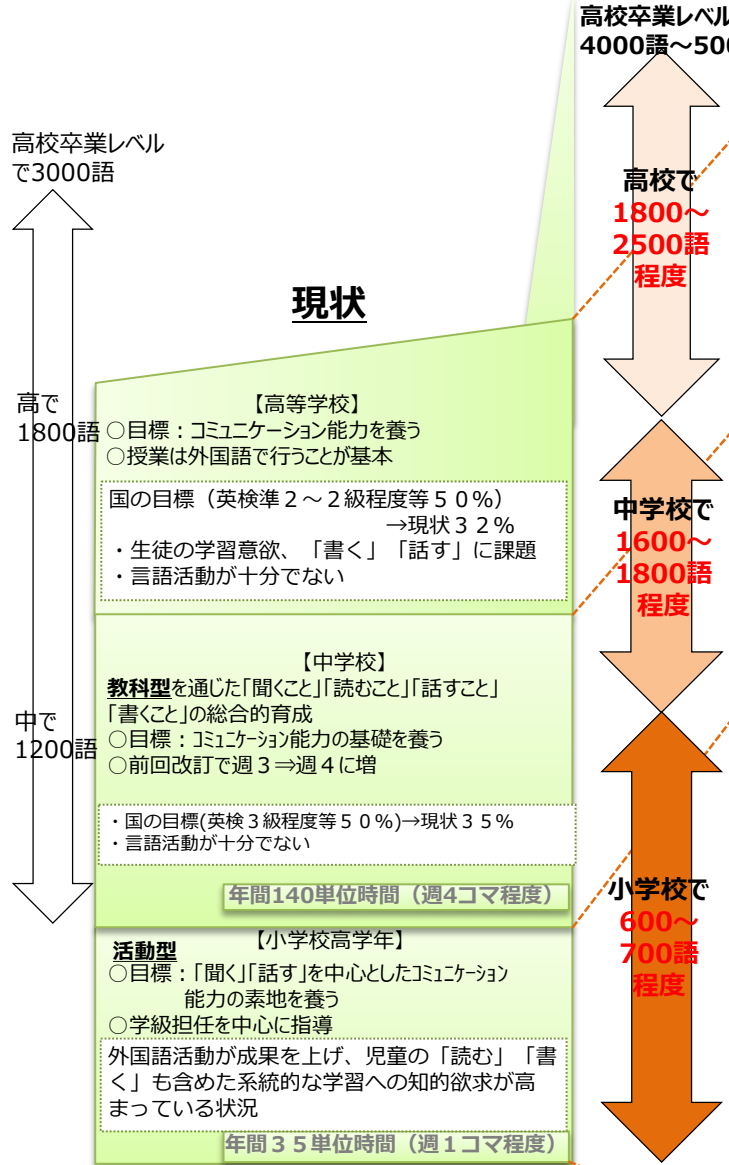 高校卒業レベル
で3000語
高で
1800語
中で
1200語
現状
【高等学校】
○目標：コミュニケーション能力を養う
○授業は外国語で行うことが基本
国の目標（英検準２～２級程度等５０％）
→現状３２％
・生徒の学習意欲、「書く」「話す」に課題
・言語活動が十分でない
【中学校】
教科型を通じた「聞くこと」「読むこと」「話すこと」
「書くこと」の総合的育成
○目標：コミュニケーション能力の基礎を養う
○前回改訂で週３⇒週４に増
・国の目標(英検３級程度等５０％)→現状３５％
・言語活動が十分でない
年間140単位時間（週4コマ程度）
【小学校高学年】
活動型
○目標：「聞く」「話す」を中心としたコミュニケーション
能力の素地を養う
○学級担任を中心に指導
外国語活動が成果を上げ、児童の「読む」「書
く」も含めた系統的な学習への知的欲求が高
まっている状況
年間３５単位時間（週１コマ程度）
高校卒業レベル
4000語～500
高校で
1800～
2500語
程度
中学校で
1600～
1800語
程度
小学校で
600～
700語
程度